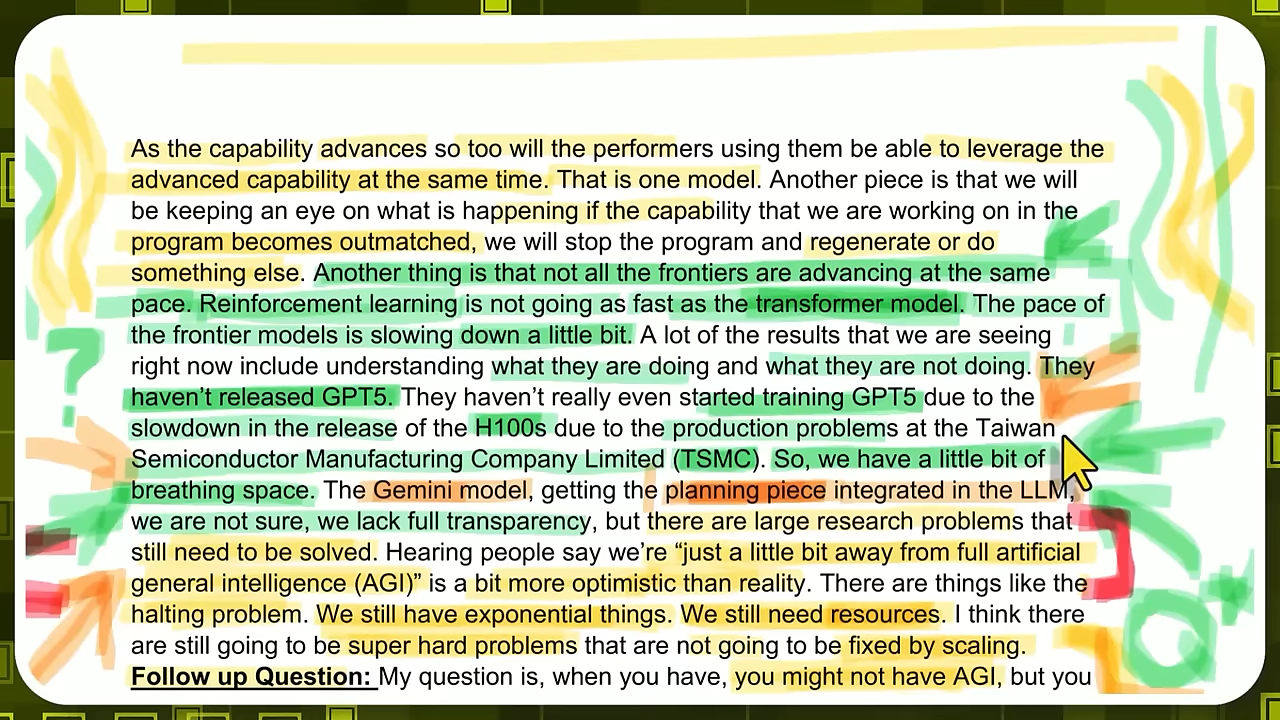 As the capability advances so too will the performers using them be able to leverage the
advanced capability at the same time. That is one model. Another piece is that we will
be keeping an eye on what is happening if the capability that we are working on in the
program becomes outmatched, we will stop the program and regenerate or do
something else. Another thing is that not all the frontiers are advancing at the same
pace. Reinforcement learning is not going as fast as the transformer model. The pace of
the frontier models is slowing down a little bit. A lot of the results that we are seeing
right now include understanding what they are doing and what they are not doing. They
haven’t released GPT5. They haven’t really even started training GPT5 due to the
slowdown in the release of the H100s due to the production problems at the Taiwan
Semiconductor Manufacturing Company Limited (TSMC). So, we have a little bit of
breathing space. The Gemini model, getting the planning piece integrated in the LLM,
we are not sure, we lack full transparency, but there are large research problems that
still need to be solved. Hearing people say we’re “just a little bit away from full artificial
general intelligence (AGI)” is a bit more optimistic than reality. There are things like the
halting problem. We still have exponential things. We still need resources. I think there
are still going to be super hard problems that are not going to be fixed by scaling.
Follow up Question: My question is, when you have, you might not have AGI, but you